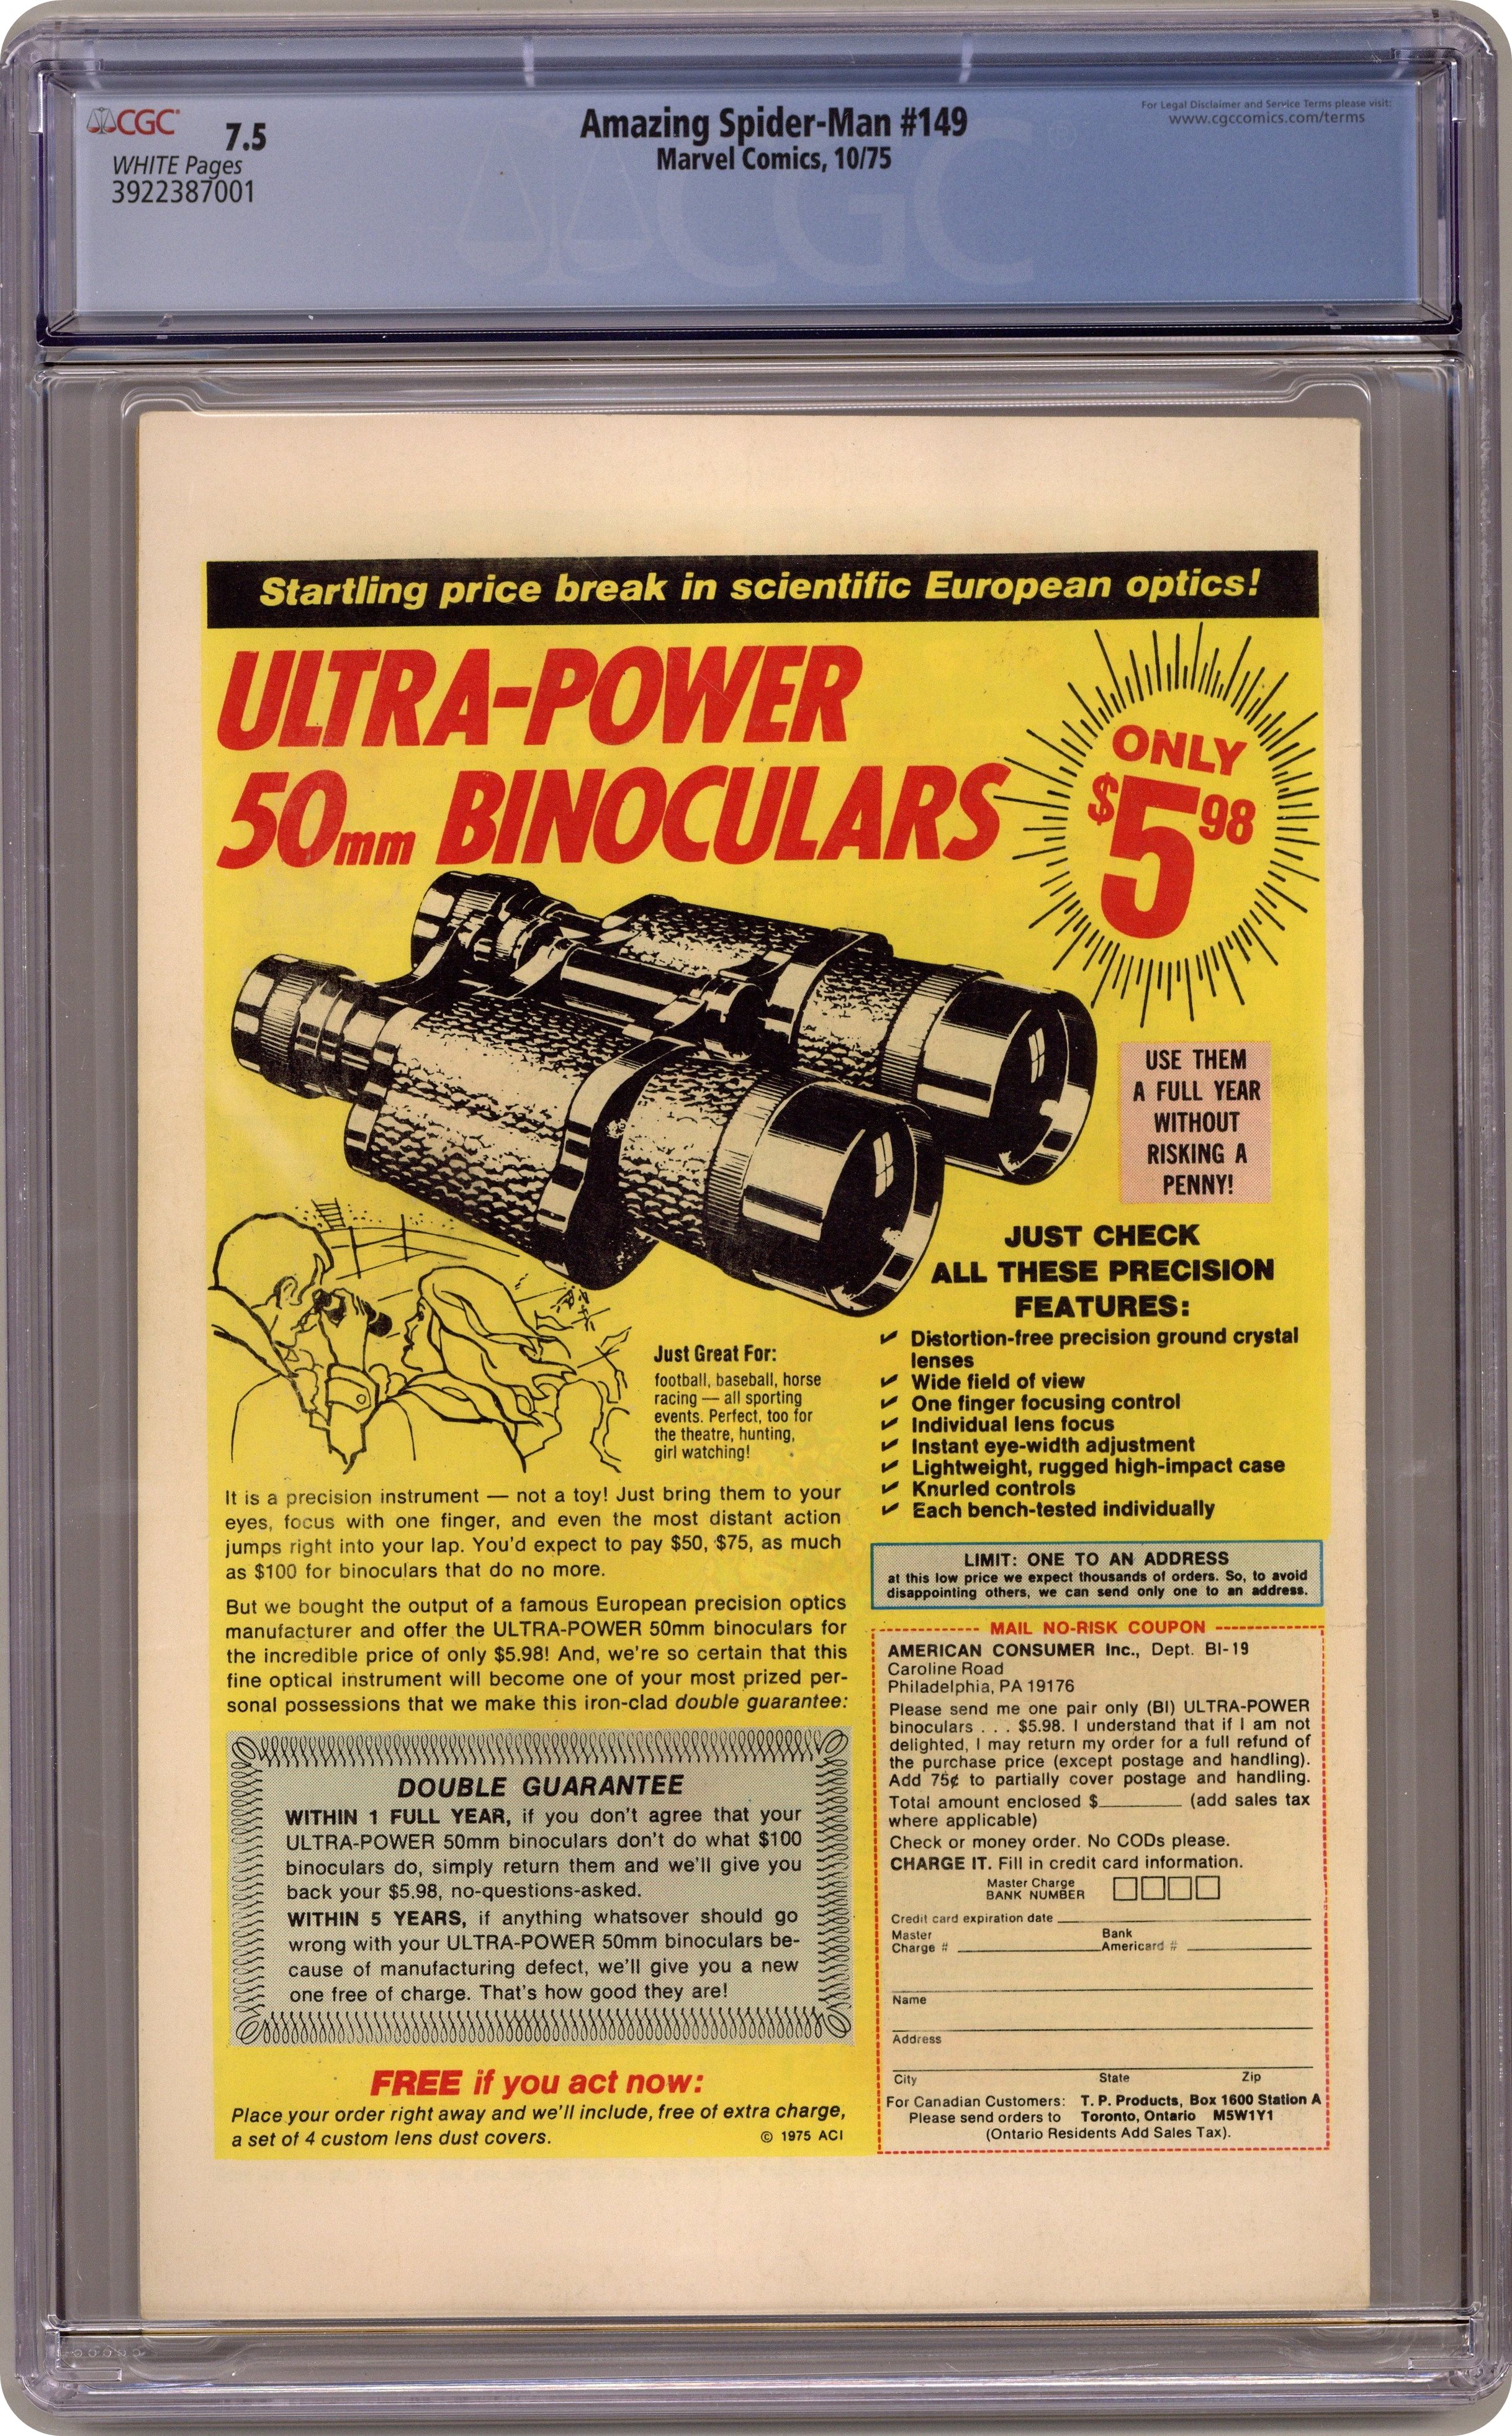 CGC
7.5
WHITE Pages
3922387001
Amazing Spider-Man #149
Marvel Comics, 10/75
For Legal Disclaimer and Service Terms please visit:
www.cgccomics.com/terms
CGC
Startling price break in scientific European optics!
ULTRA-POWER
50mm BINOCULARS
ONLY
$5 98
USE THEM
A FULL YEAR
WITHOUT
RISKING A
PENNY!
JUST CHECK
ALL THESE PRECISION
FEATURES:
✔ Distortion-free precision ground crystal
lenses
✔ Wide field of view
✔ One finger focusing control
✔ Individual lens focus
✔ Instant eye-width adjustment
✔ Lightweight, rugged high-impact case
✔ Knurled controls
✔ Each bench-tested individually
Just Great For:
football, baseball, horse
racing — all sporting
events. Perfect, too for
the theatre, hunting,
girl watching!
It is a precision instrument — not a toy! Just bring them to your
eyes, focus with one finger, and even the most distant action
jumps right into your lap. You'd expect to pay $50, $75, as much
as $100 for binoculars that do no more.
But we bought the output of a famous European precision optics
manufacturer and offer the ULTRA-POWER 50mm binoculars for
the incredible price of only $5.98! And, we're so certain that this
fine optical instrument will become one of your most prized per-
sonal possessions that we make this iron-clad double guarantee:
DOUBLE GUARANTEE
WITHIN 1 FULL YEAR, if you don't agree that your
ULTRA-POWER 50mm binoculars don't do what $100
binoculars do, simply return them and we'll give you
back your $5.98, no-questions-asked.
WITHIN 5 YEARS, if anything whatsover should go
wrong with your ULTRA-POWER 50mm binoculars be-
cause of manufacturing defect, we'll give you a new
one free of charge. That's how good they are!
FREE if you act now:
Place your order right away and we'll include, free of extra charge,
a set of 4 custom lens dust covers.
© 1975 ACI
LIMIT: ONE TO AN ADDRESS
at this low price we expect thousands of orders. So, to avoid
disappointing others, we can send only one to an address.
MAIL NO-RISK COUPON
AMERICAN CONSUMER Inc., Dept. BI-19
Caroline Road
Philadelphia, PA 19176
Please send me one pair only (BI) ULTRA-POWER
binoculars . . . $5.98. I understand that if I am not
delighted, I may return my order for a full refund of
the purchase price (except postage and handling).
Add 75¢ to partially cover postage and handling.
Total amount enclosed $________ (add sales tax
where applicable)
Check or money order. No CODs please.
CHARGE IT. Fill in credit card information.
Master Charge
BANK NUMBER
Credit card expiration date
Master Bank
Charge # Americard #
Name
Address
City State Zip
For Canadian Customers: T. P. Products, Box 1600 Station A
Please send orders to Toronto, Ontario M5W1Y1
(Ontario Residents Add Sales Tax).